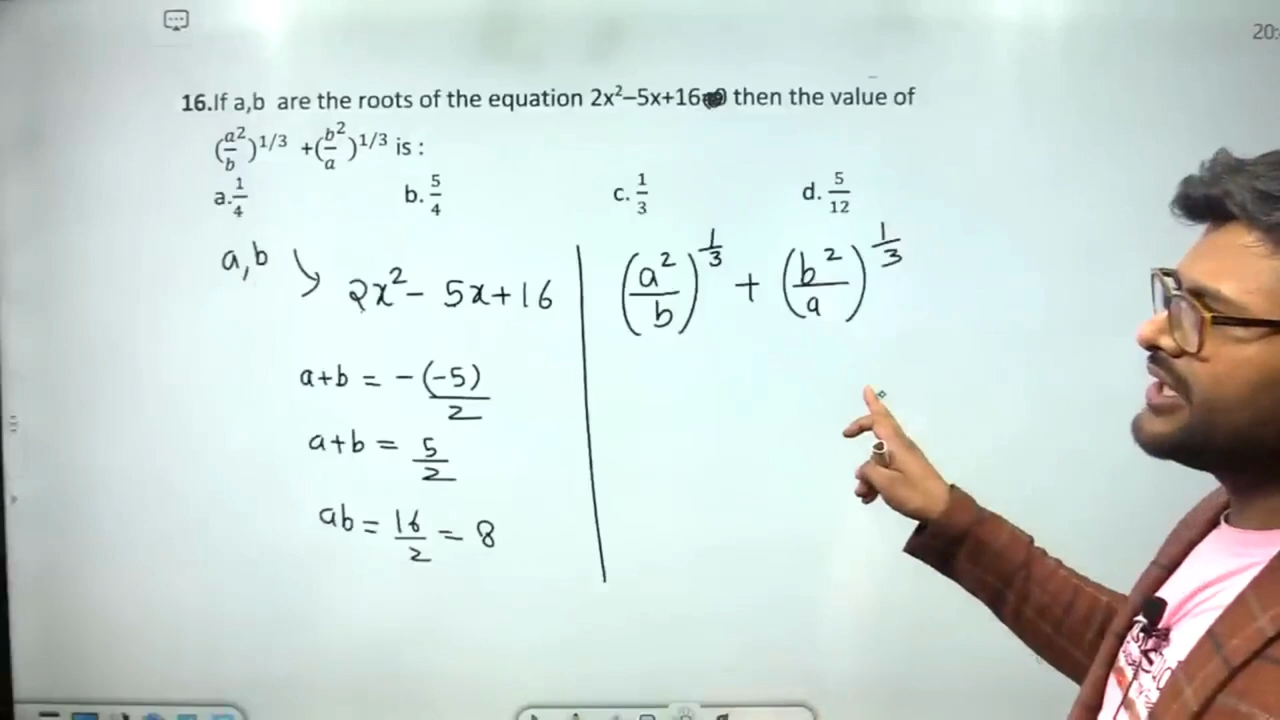 20:
16.If a,b are the roots of the equation 2x²–5x+16=0 then the value of
(a²/b)^1/3 +(b²/a)^1/3 is :
a. 1/4 b. 5/4 c. 1/3 d. 5/12
a,b ↘ 2x² - 5x+16
a+b = -(-5)/2
a+b = 5/2
ab = 16/2 = 8
(a²/b)^1/3 + (b²/a)^1/3